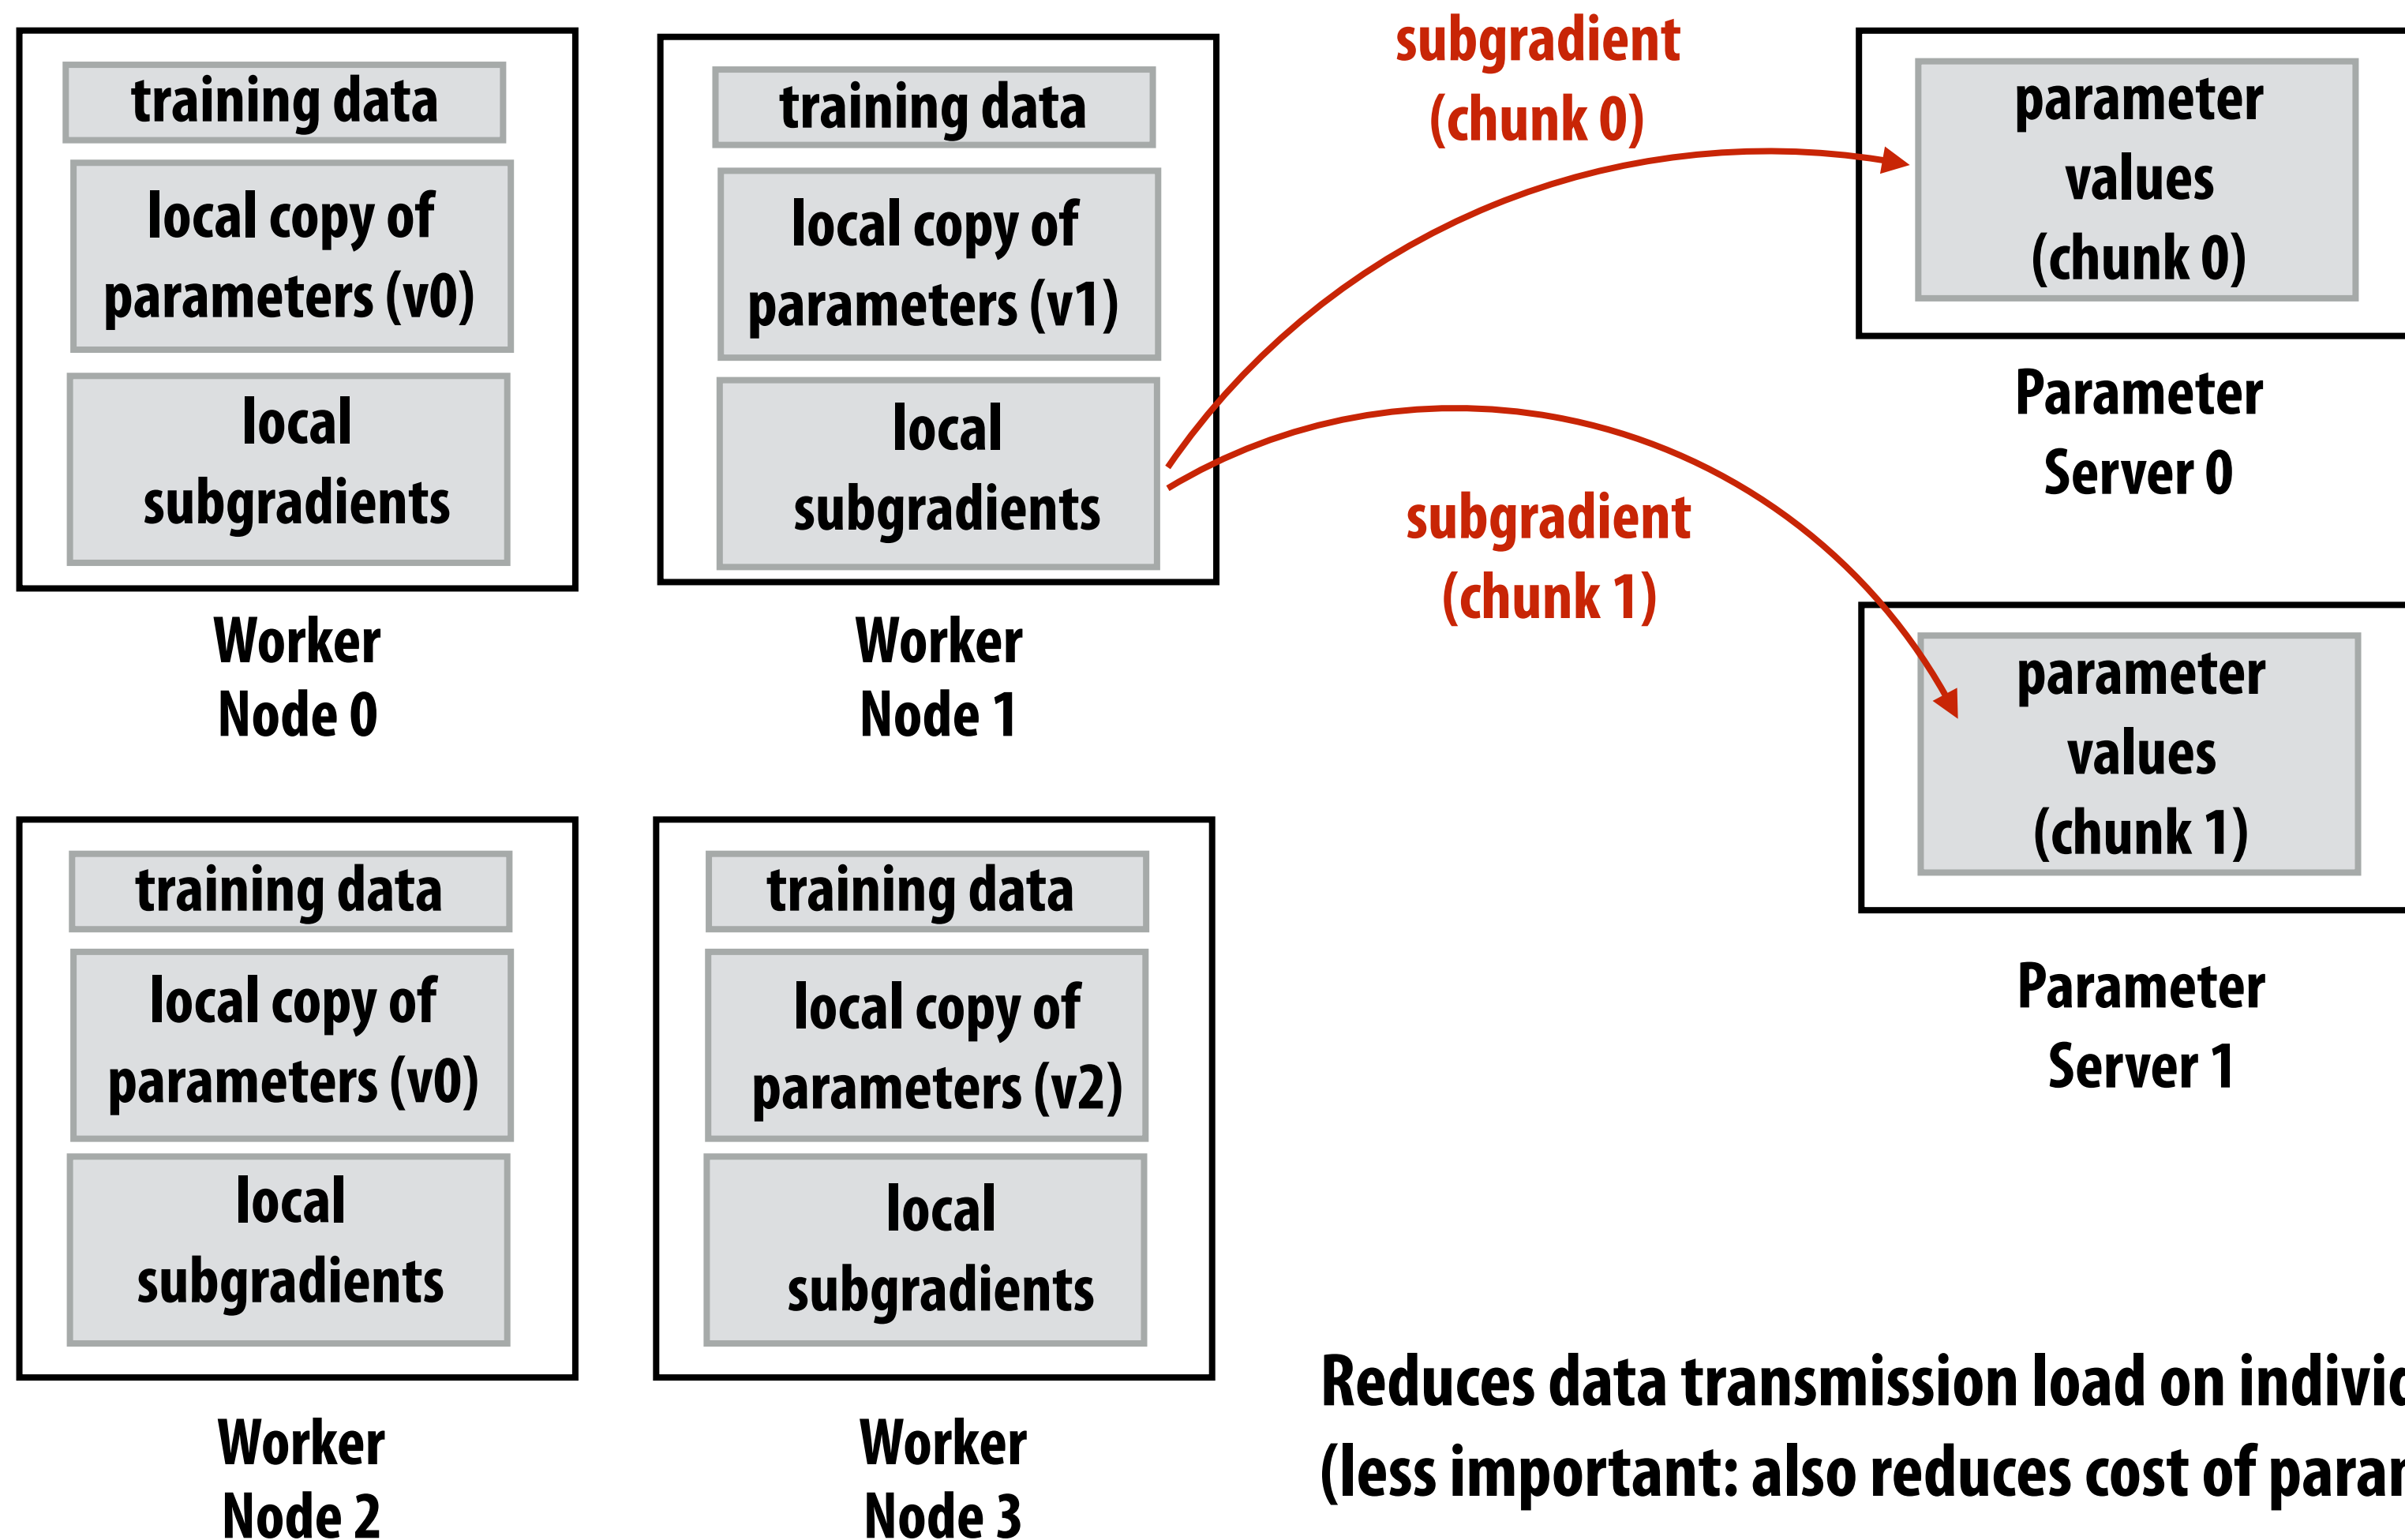 training data
local copy of
parameters (v0)
local
subgradients
Worker
Node 0
training data
local copy of
parameters (v1)
local
subgradients
Worker
Node 1
subgradient
(chunk 0)
subgradient
(chunk 1)
parameter
values
(chunk 0)
Parameter
Server 0
parameter
values
(chunk 1)
Parameter
Server 1
training data
local copy of
parameters (v0)
local
subgradients
Worker
Node 2
training data
local copy of
parameters (v2)
local
subgradients
Worker
Node 3
Reduces data transmission load on
(less important: also reduces cost of